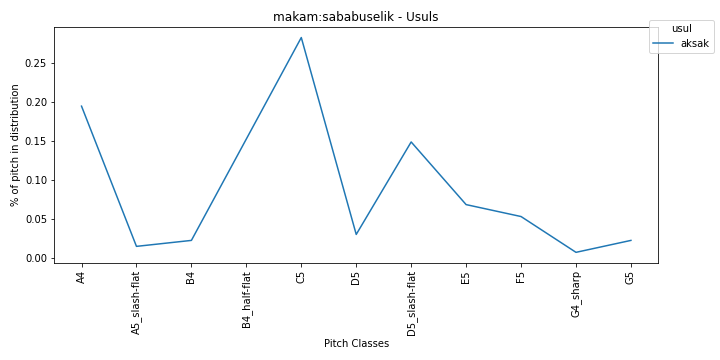 makam:sababuselik - Usuls
usul
aksak
% of pitch in distribution
0.25
0.20
0.15
0.10
0.05
0.00
A4
A5_slash-flat
B4
B4_half-flat
C5
D5
D5_slash-flat
E5
F5
G4_sharp
G5
Pitch Classes